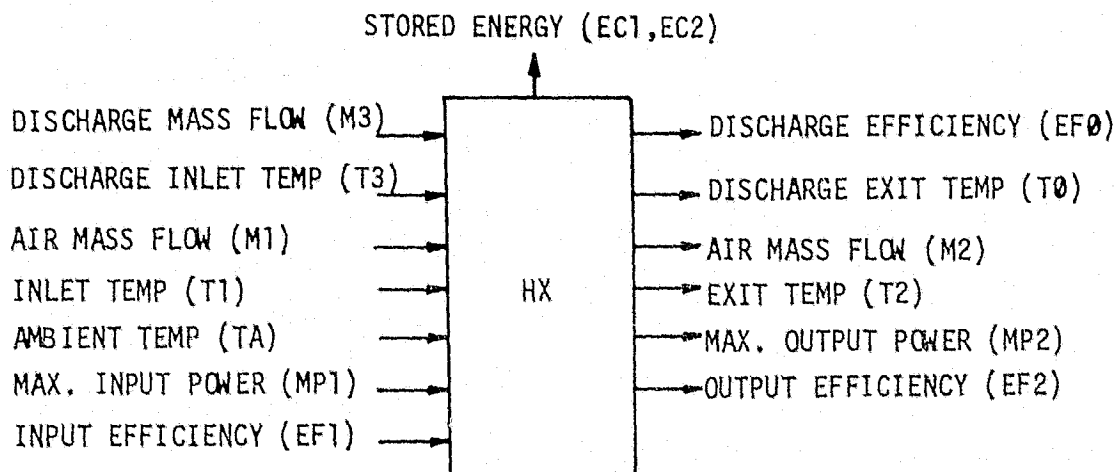 STORED ENERGY (EC1,EC2)
DISCHARGE MASS FLOW (M3)
DISCHARGE INLET TEMP (T3)
AIR MASS FLOW (M1)
INLET TEMP (T1)
AMBIENT TEMP (TA)
MAX. INPUT POWER (MP1)
INPUT EFFICIENCY (EF1)
HX
DISCHARGE EFFICIENCY (EF0)
DISCHARGE EXIT TEMP (T0)
AIR MASS FLOW (M2)
EXIT TEMP (T2)
MAX. OUTPUT POWER (MP2)
OUTPUT EFFICIENCY (EF2)